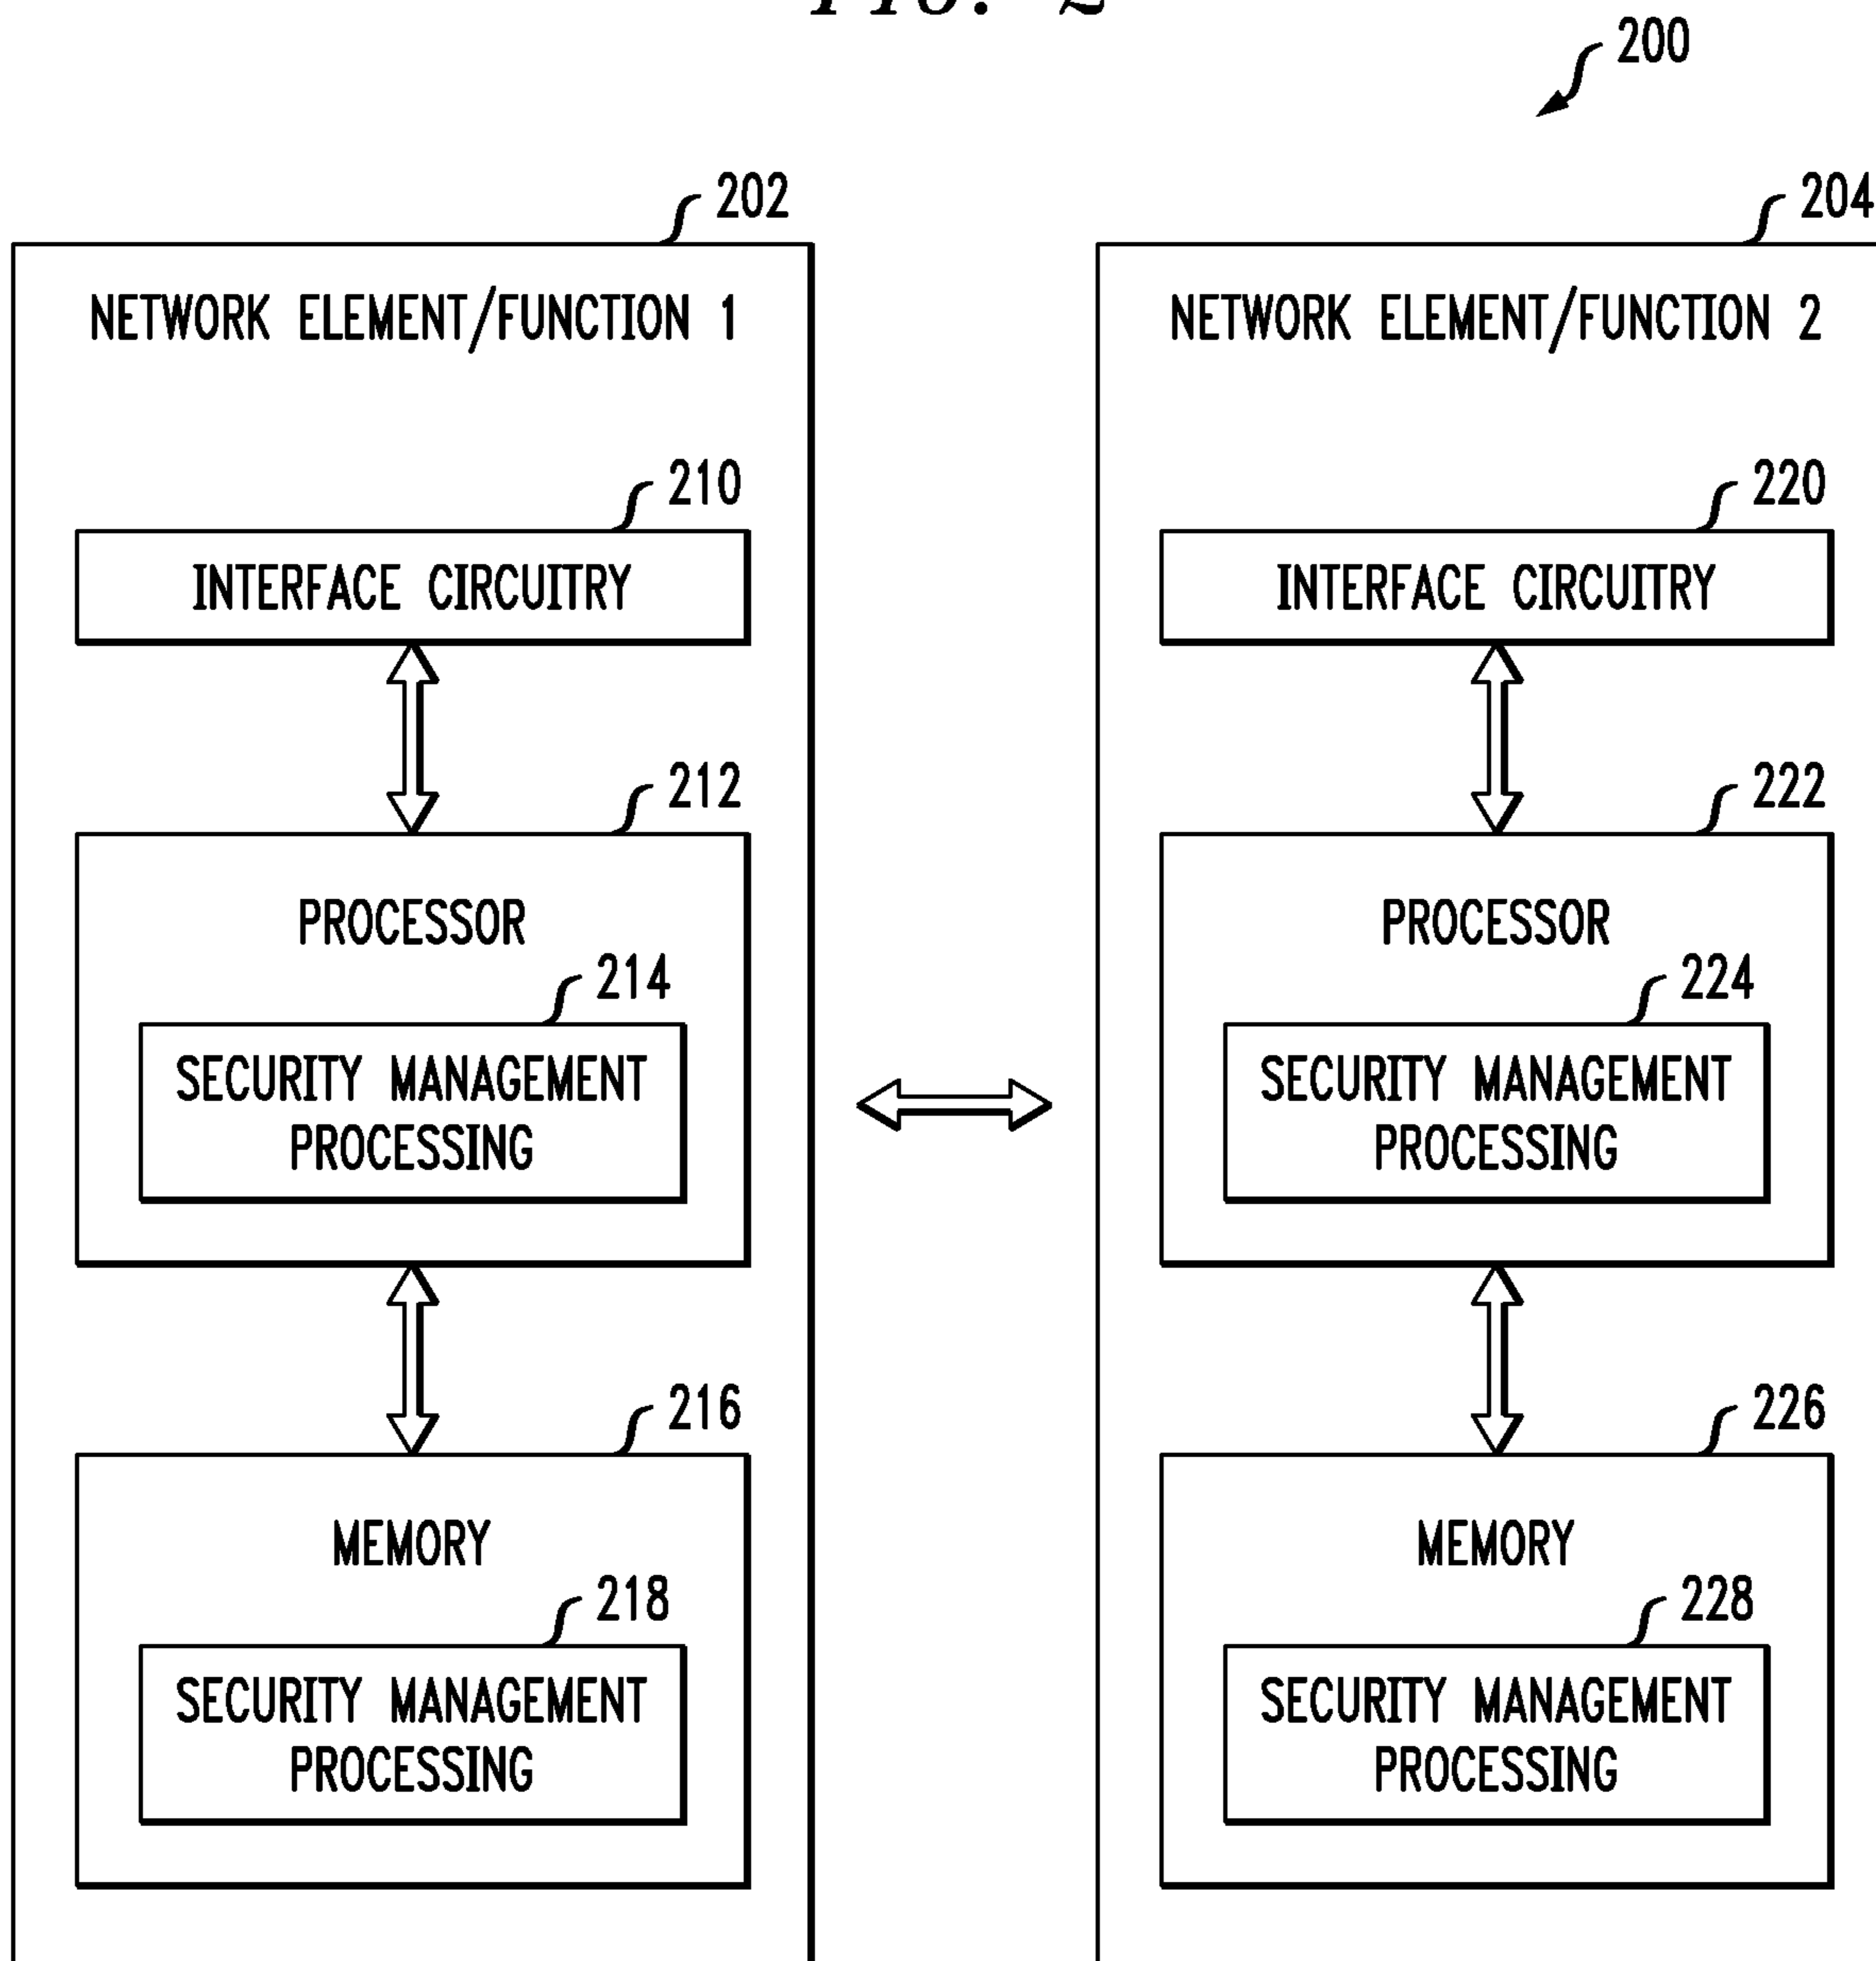 FIG. 2
200
202
204
NETWORK ELEMENT/FUNCTION 1
NETWORK ELEMENT/FUNCTION 2
210
220
INTERFACE CIRCUITRY
INTERFACE CIRCUITRY
212
222
PROCESSOR
PROCESSOR
214
224
SECURITY MANAGEMENT
PROCESSING
SECURITY MANAGEMENT
PROCESSING
216
226
MEMORY
MEMORY
218
228
SECURITY MANAGEMENT
PROCESSING
SECURITY MANAGEMENT
PROCESSING